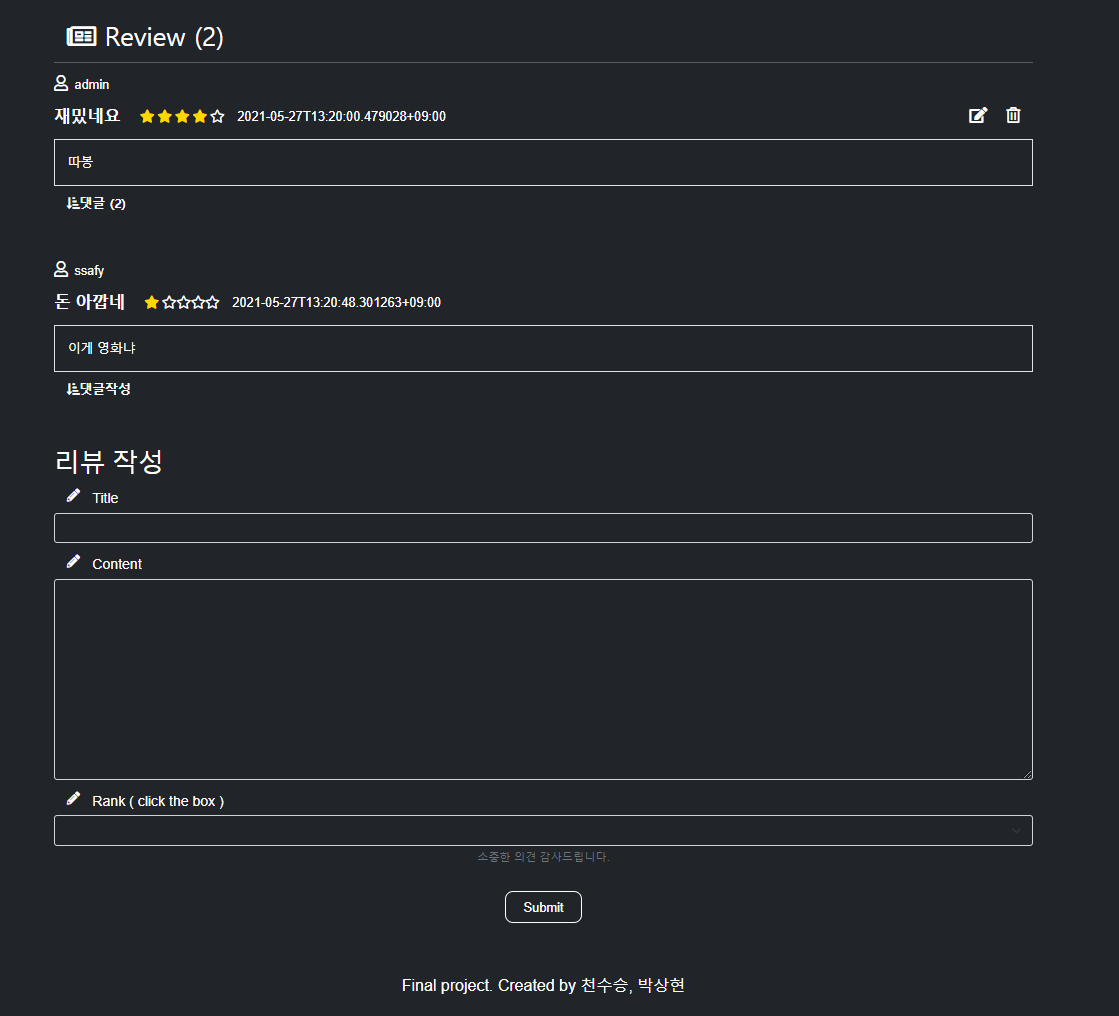 Review (2)
admin
재밌네요 2021-05-27T13:20:00.479028+09:00
따봉
댓글 (2)
ssafy
돈 아깝네 2021-05-27T13:20:48.301263+09:00
이게 영화냐
댓글작성
리뷰 작성
Title
Content
Rank ( click the box )
소중한 의견 감사드립니다.
Submit
Final project. Created by 천수승, 박상현